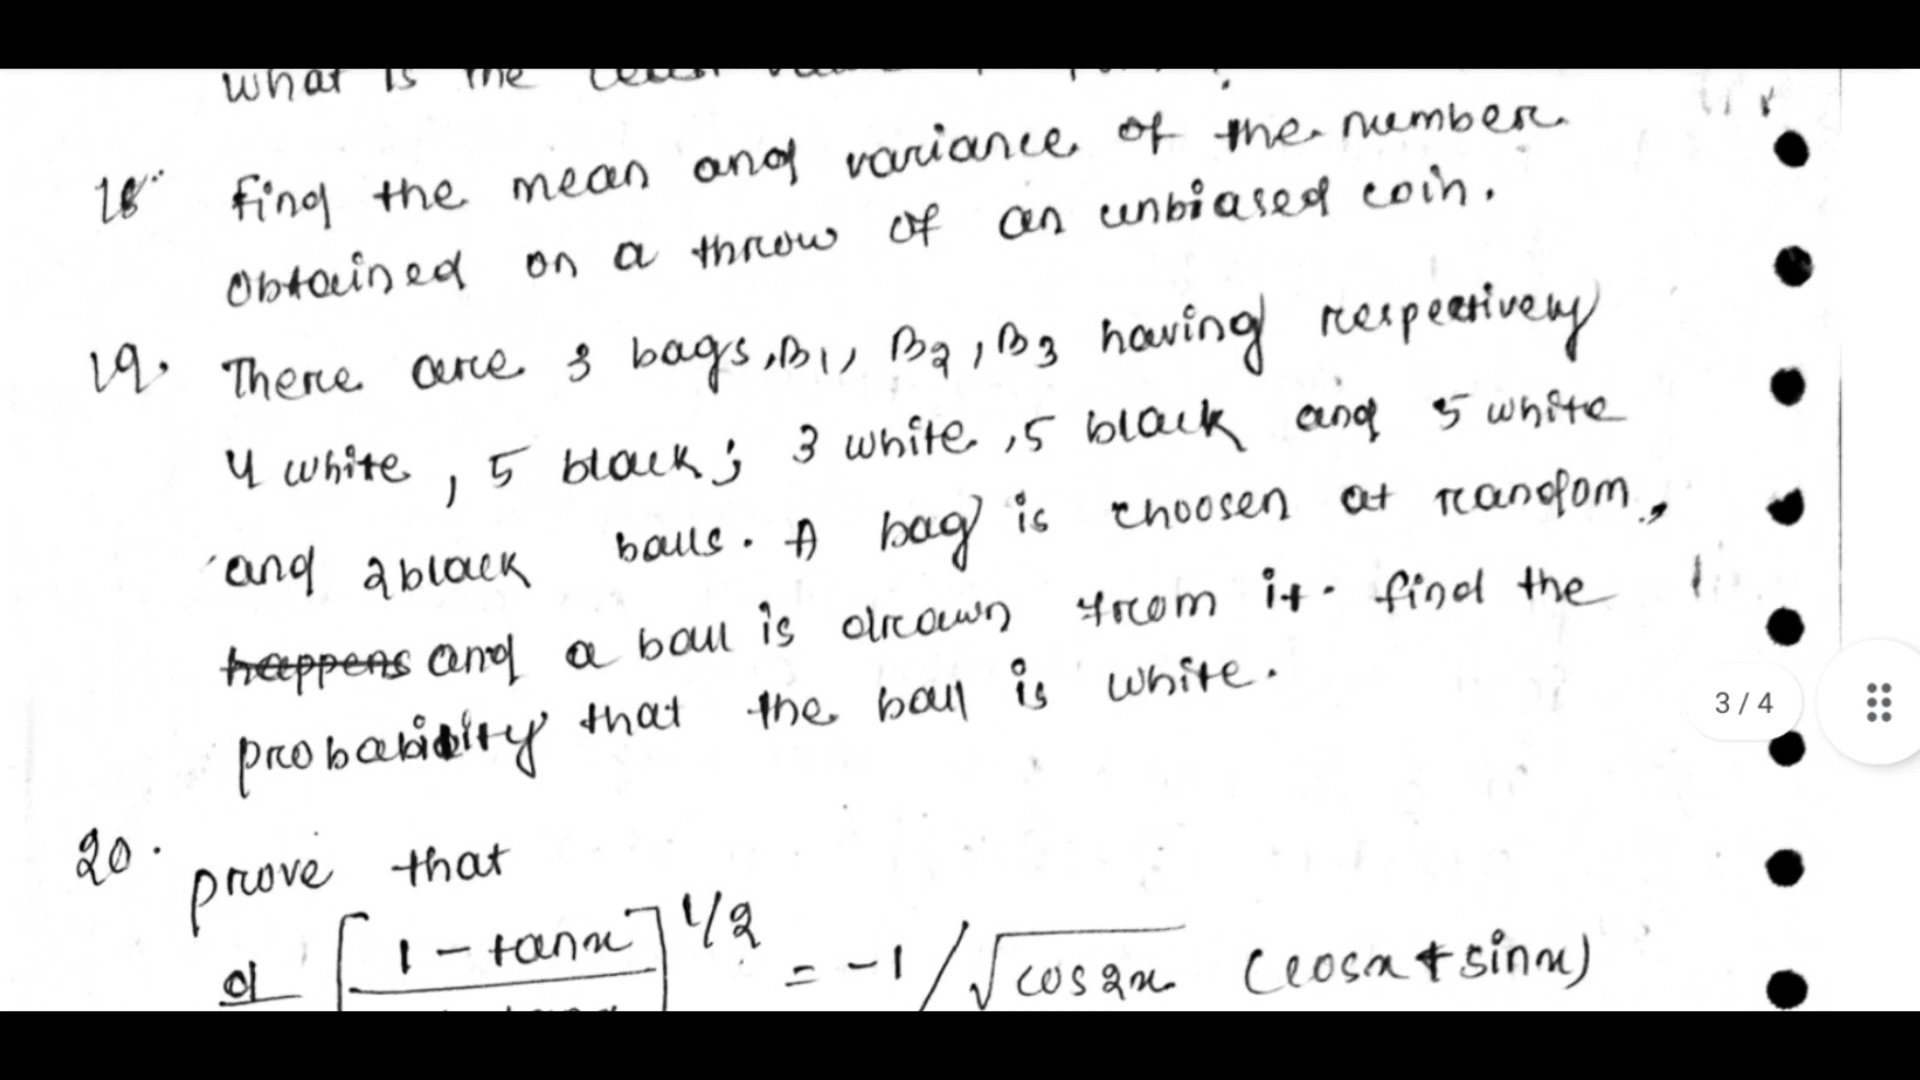 what is the
18. find the mean and variance of the number
obtained on a throw of an unbiased coin.
19. There are 3 bags, B1, B2, B3 having respectively
4 white, 5 black; 3 white, 5 black and 5 white
and 2 black balls. A bag is choosen at random,
happens and a ball is drawn from it. find the
probability that the ball is white.
3 / 4
20. prove that
d [1 - tanx]^1/2 = -1/√cos2x (cosx + sinx)